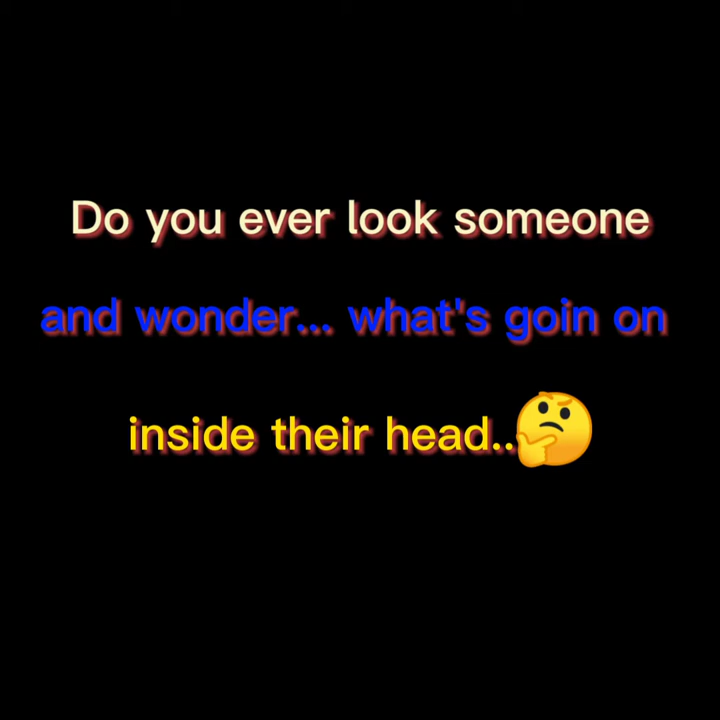 Do you ever look someone
and wonder... what's goin on
inside their head..🤔